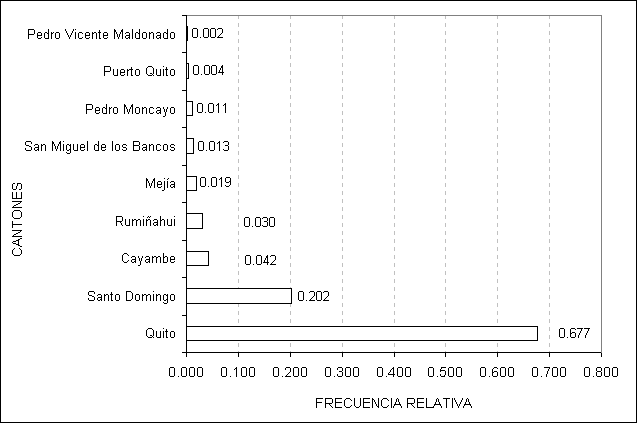 Pedro Vicente Maldonado 0.002
Puerto Quito 0.004
Pedro Moncayo 0.011
San Miguel de los Bancos 0.013
Mejía 0.019
Rumiñahui 0.030
Cayambe 0.042
Santo Domingo 0.202
Quito 0.677
CANTONES
0.000 0.100 0.200 0.300 0.400 0.500 0.600 0.700 0.800
FRECUENCIA RELATIVA